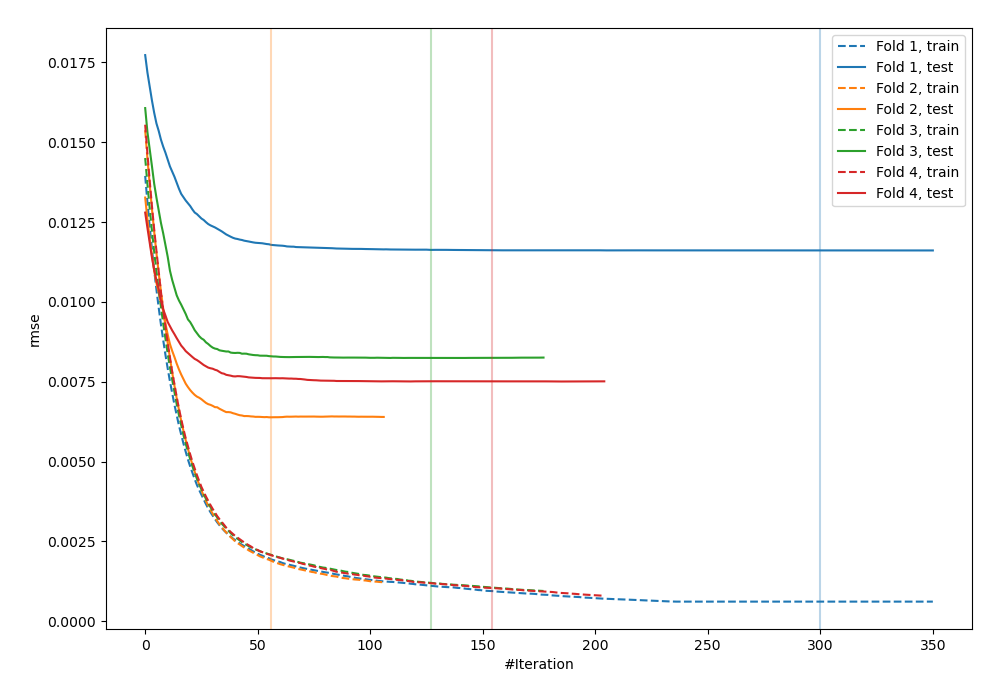 0.0175
0.0150
0.0125
0.0100
0.0075
0.0050
0.0025
0.0000
rmse
0 50 100 150 200 250 300 350
#Iteration
Fold 1, train
Fold 1, test
Fold 2, train
Fold 2, test
Fold 3, train
Fold 3, test
Fold 4, train
Fold 4, test